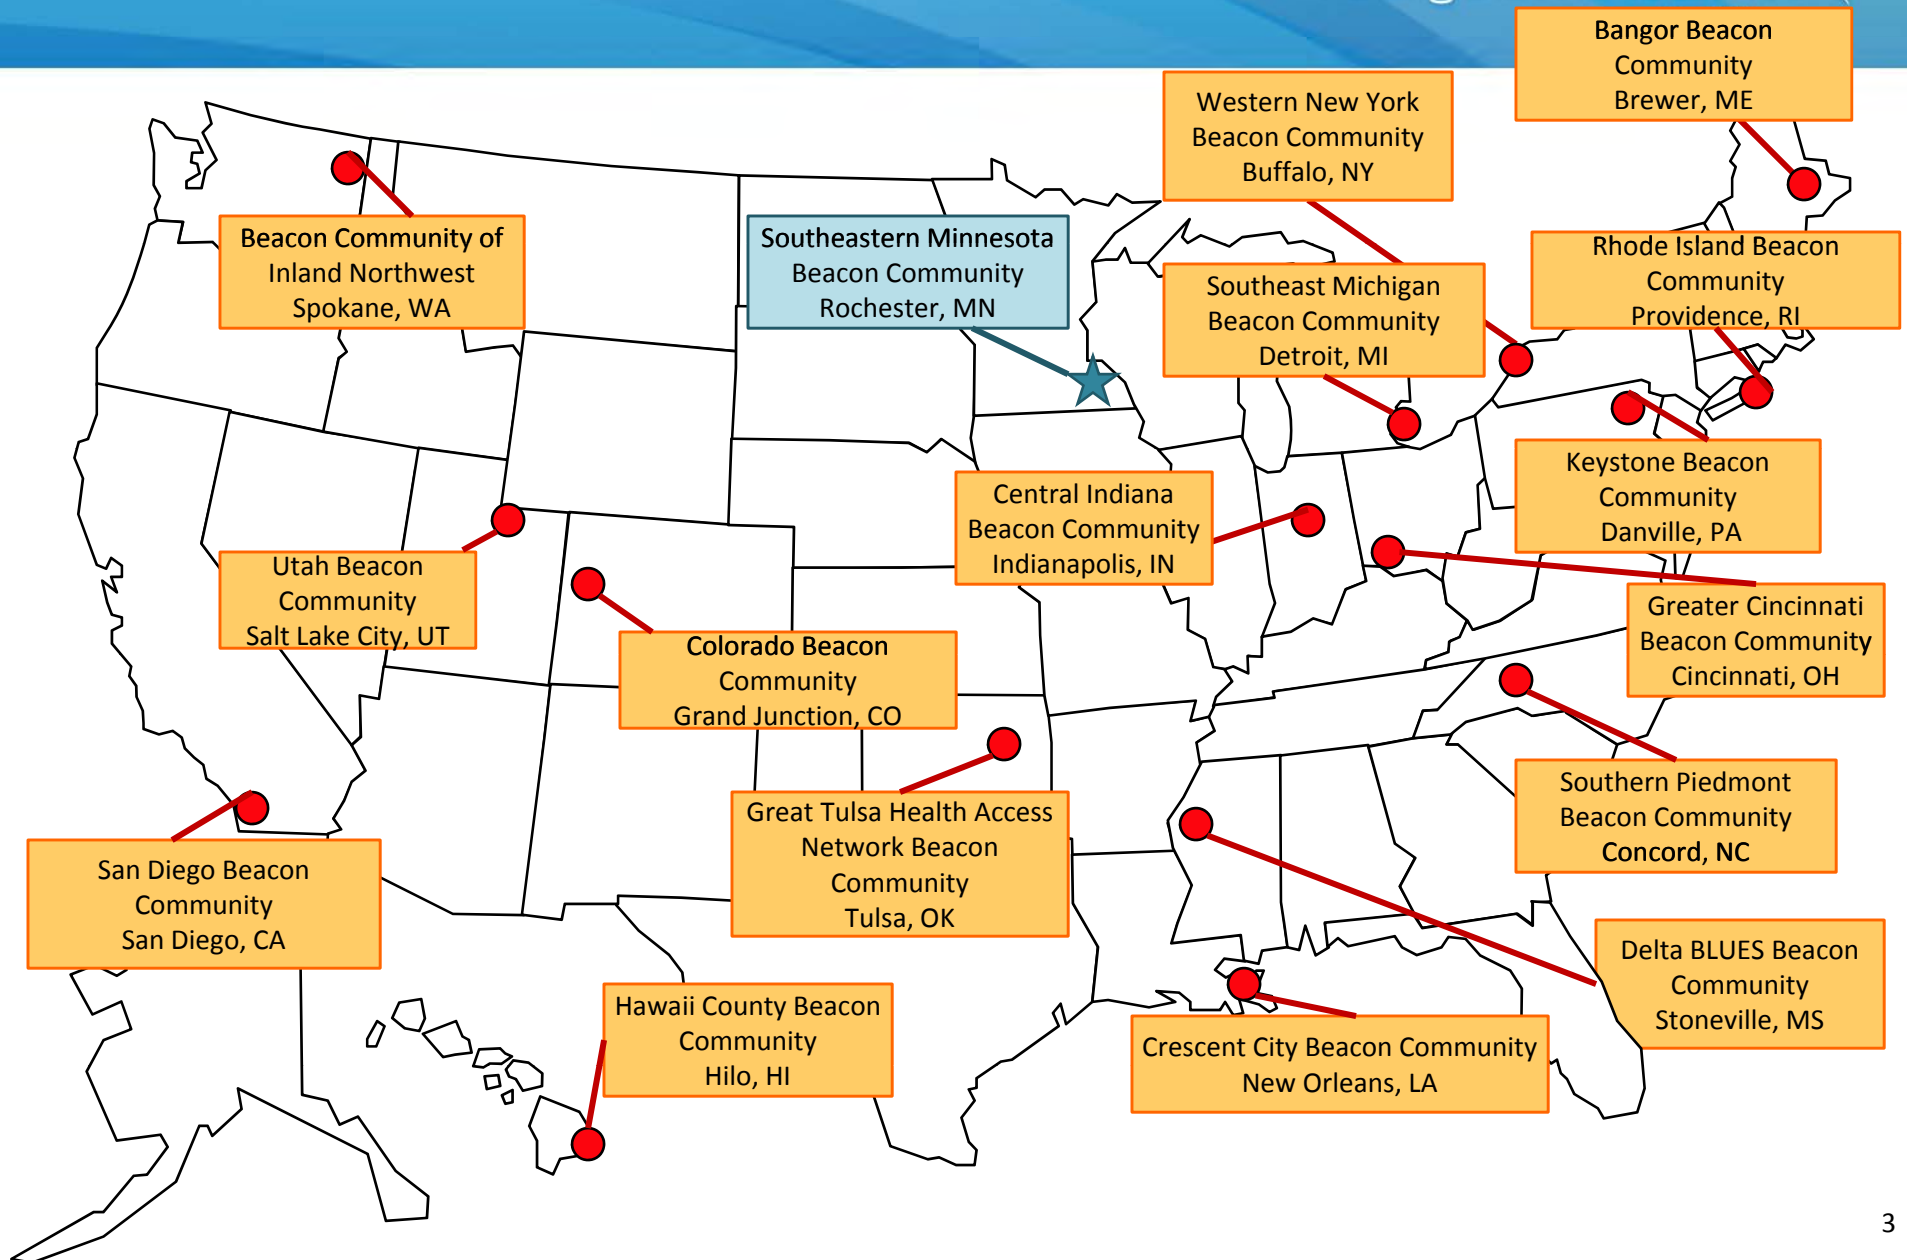 Bangor Beacon
Community
Brewer, ME
Western New York
Beacon Community
Buffalo, NY
Beacon Community of
Inland Northwest
Spokane, WA
Southeastern Minnesota
Beacon Community
Rochester, MN
Southeast Michigan
Beacon Community
Detroit, MI
Rhode Island Beacon
Community
Providence, RI
Keystone Beacon
Community
Danville, PA
Central Indiana
Beacon Community
Indianapolis, IN
Utah Beacon
Community
Salt Lake City, UT
Colorado Beacon
Community
Grand Junction, CO
Greater Cincinnati
Beacon Community
Cincinnati, OH
Southern Piedmont
Beacon Community
Concord, NC
Great Tulsa Health Access
Network Beacon
Community
Tulsa, OK
San Diego Beacon
Community
San Diego, CA
Delta BLUES Beacon
Community
Stoneville, MS
Hawaii County Beacon
Community
Hilo, HI
Crescent City Beacon Community
New Orleans, LA
3